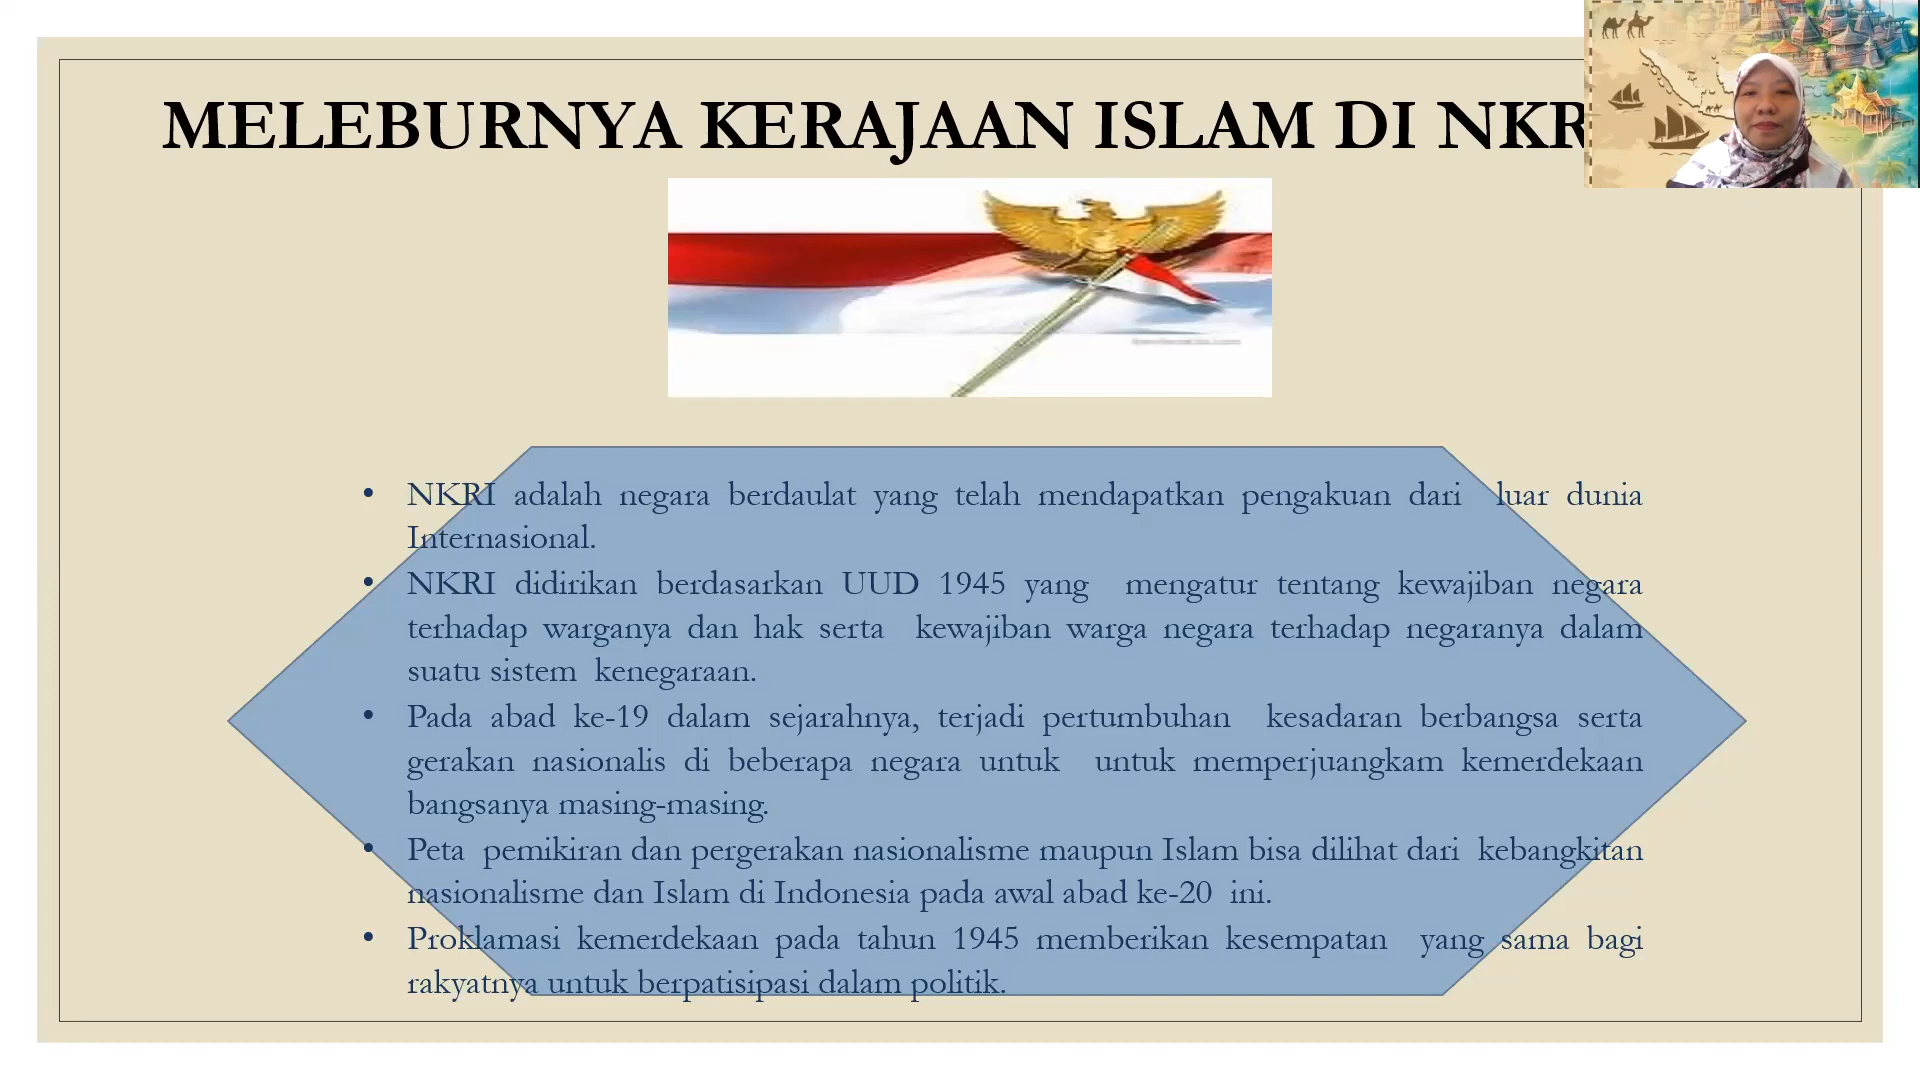 MELEBURNYA KERAJAAN ISLAM DI NKR
• NKRI adalah negara berdaulat yang telah mendapatkan pengakuan dari luar dunia
Internasional.
• NKRI didirikan berdasarkan UUD 1945 yang mengatur tentang kewajiban negara
terhadap warganya dan hak serta kewajiban warga negara terhadap negaranya dalam
suatu sistem kenegaraan.
• Pada abad ke-19 dalam sejarahnya, terjadi pertumbuhan kesadaran berbangsa serta
gerakan nasionalis di beberapa negara untuk untuk memperjuangkam kemerdekaan
bangsanya masing-masing.
• Peta pemikiran dan pergerakan nasionalisme maupun Islam bisa dilihat dari kebangkitan
nasionalisme dan Islam di Indonesia pada awal abad ke-20 ini.
• Proklamasi kemerdekaan pada tahun 1945 memberikan kesempatan yang sama bagi
rakyatnya untuk berpatisipasi dalam politik.